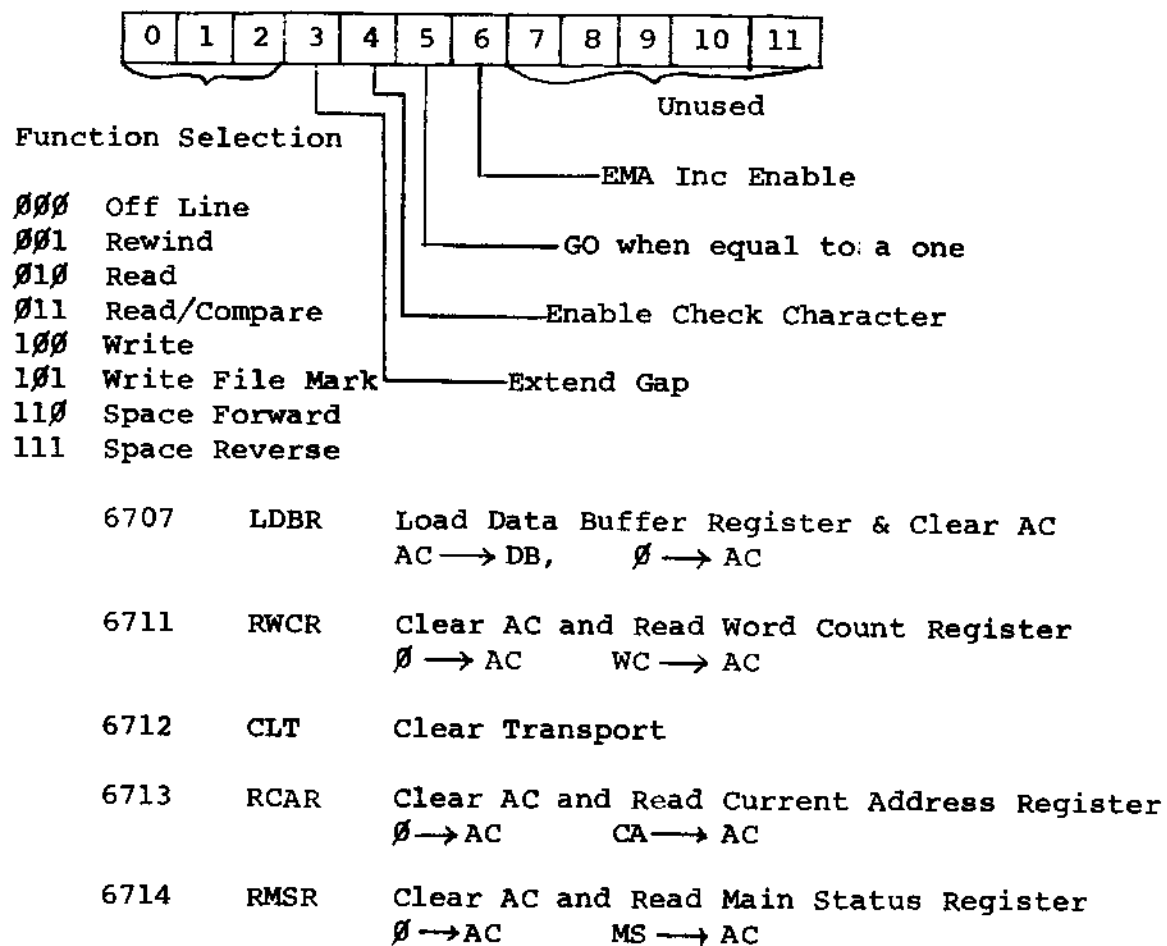 0 1 2 3 4 5 6 7 8 9 10 11
Unused
Function Selection
EMA Inc Enable
ØØØ Off Line
ØØ1 Rewind
GO when equal to a one
Ø1Ø Read
Ø11 Read/Compare
Enable Check Character
1ØØ Write
1Ø1 Write File Mark
Extend Gap
11Ø Space Forward
111 Space Reverse
6707 LDBR Load Data Buffer Register & Clear AC
AC → DB, Ø → AC
6711 RWCR Clear AC and Read Word Count Register
Ø → AC WC → AC
6712 CLT Clear Transport
6713 RCAR Clear AC and Read Current Address Register
Ø → AC CA → AC
6714 RMSR Clear AC and Read Main Status Register
Ø → AC MS → AC